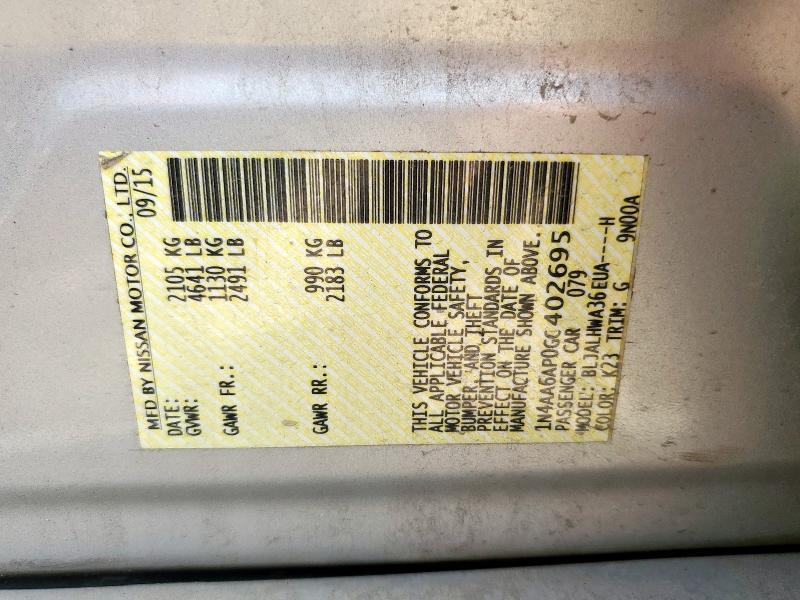 MFD BY NISSAN MOTOR CO., LTD.
DATE: 09/15
GVWR: 2105 KG
4641 LB
GAWR FR.: 1130 KG
2491 LB
GAWR RR.: 990 KG
2183 LB
THIS VEHICLE CONFORMS TO
ALL APPLICABLE FEDERAL
MOTOR VEHICLE SAFETY,
BUMPER, AND THEFT
PREVENTION STANDARDS IN
EFFECT ON THE DATE OF
MANUFACTURE SHOWN ABOVE.
1N4AA6AP0GC402695
PASSENGER CAR 079
MODEL: BLJALHWA36EUA----H
COLOR: K23 TRIM: G 9N00A